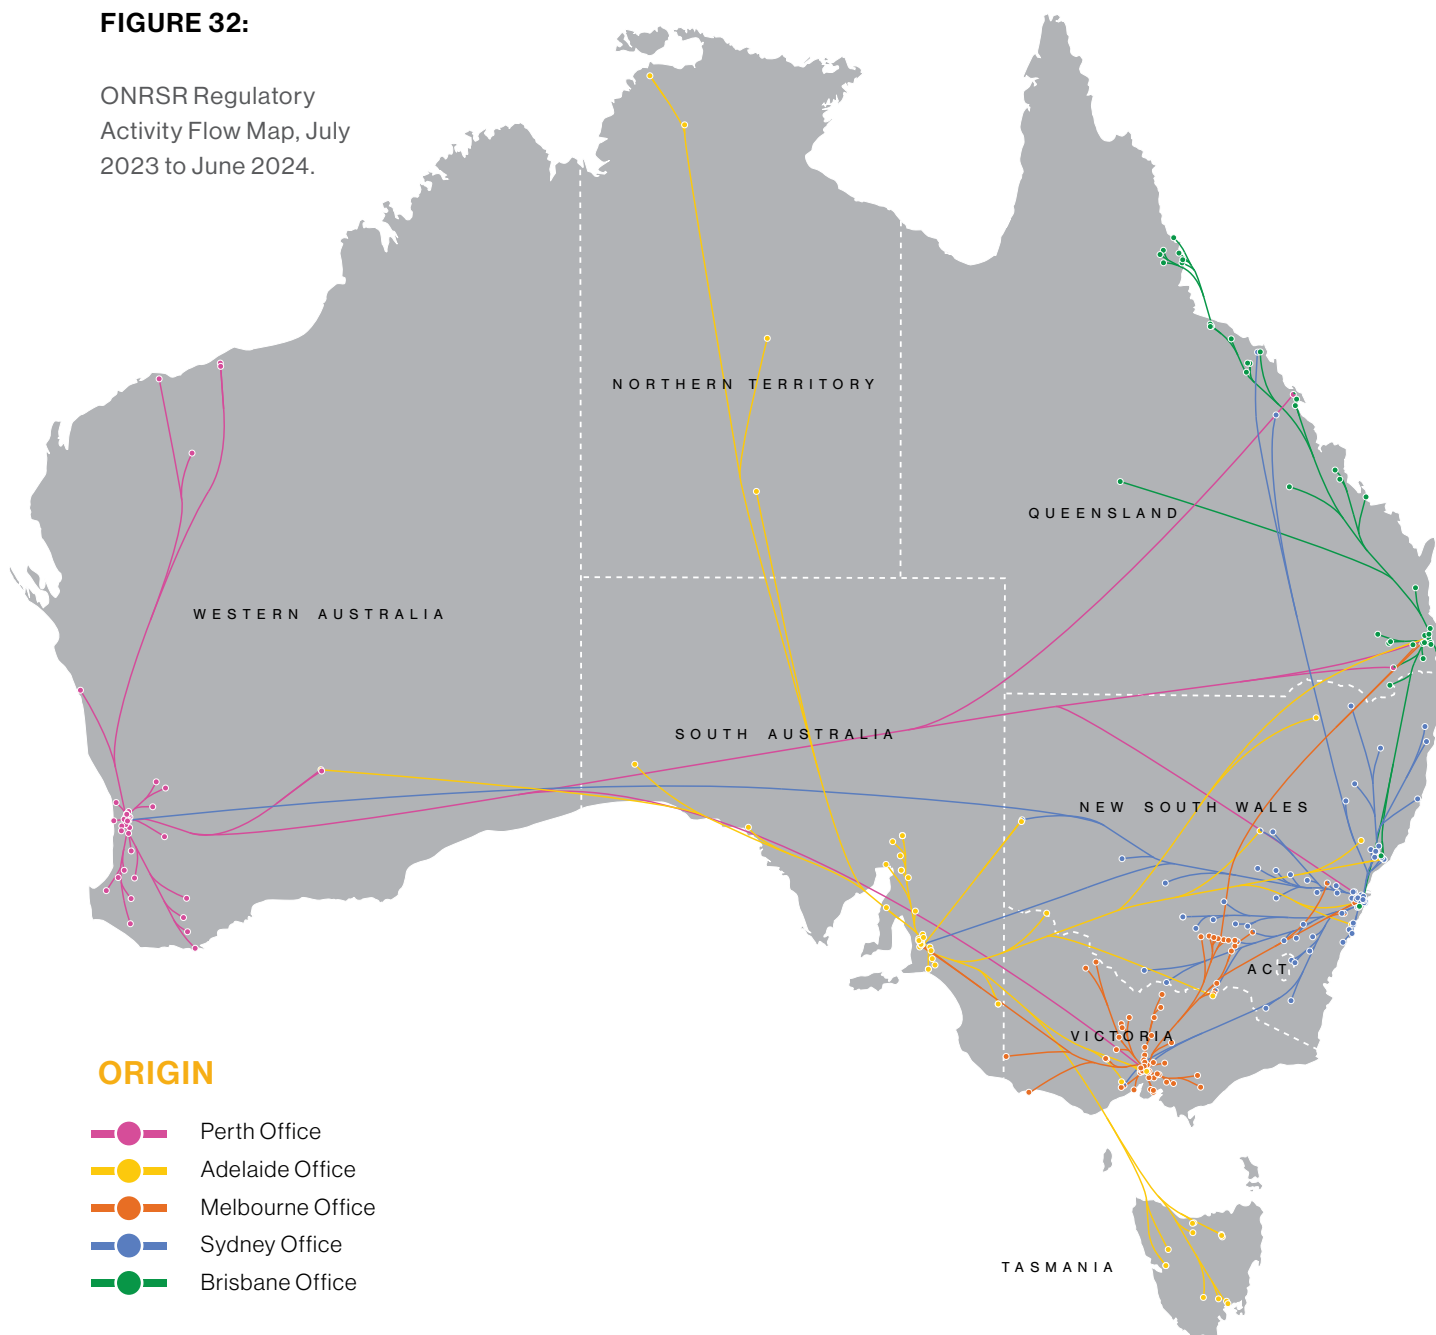 FIGURE 32:
ONRSR Regulatory
Activity Flow Map, July
2023 to June 2024.
NORTHERN TERRITORY
QUEENSLAND
WESTERN AUSTRALIA
SOUTH AUSTRALIA
NEW SOUTH WALES
ACT
VICTORIA
TASMANIA
ORIGIN
Perth Office
Adelaide Office
Melbourne Office
Sydney Office
Brisbane Office